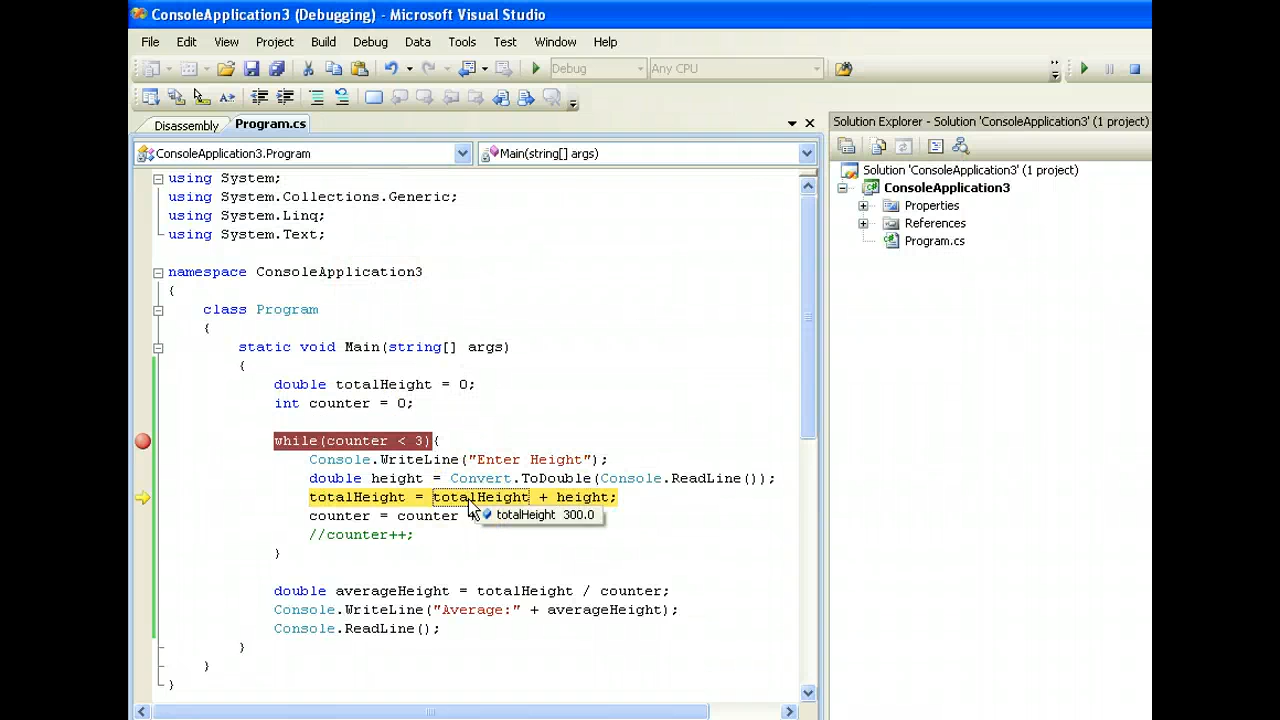 ConsoleApplication3 (Debugging) - Microsoft Visual Studio
File Edit View Project Build Debug Data Tools Test Window Help
Debug Any CPU
Disassembly Program.cs
ConsoleApplication3.Program Main(string[] args)
using System;
using System.Collections.Generic;
using System.Linq;
using System.Text;
namespace ConsoleApplication3
{
class Program
{
static void Main(string[] args)
{
double totalHeight = 0;
int counter = 0;
while(counter < 3){
Console.WriteLine("Enter Height");
double height = Convert.ToDouble(Console.ReadLine());
totalHeight = totalHeight + height;
counter = counter
totalHeight 300.0
//counter++;
}
double averageHeight = totalHeight / counter;
Console.WriteLine("Average:" + averageHeight);
Console.ReadLine();
}
}
}
Solution Explorer - Solution 'ConsoleApplication3' (1 project)
Solution 'ConsoleApplication3' (1 project)
ConsoleApplication3
Properties
References
Program.cs